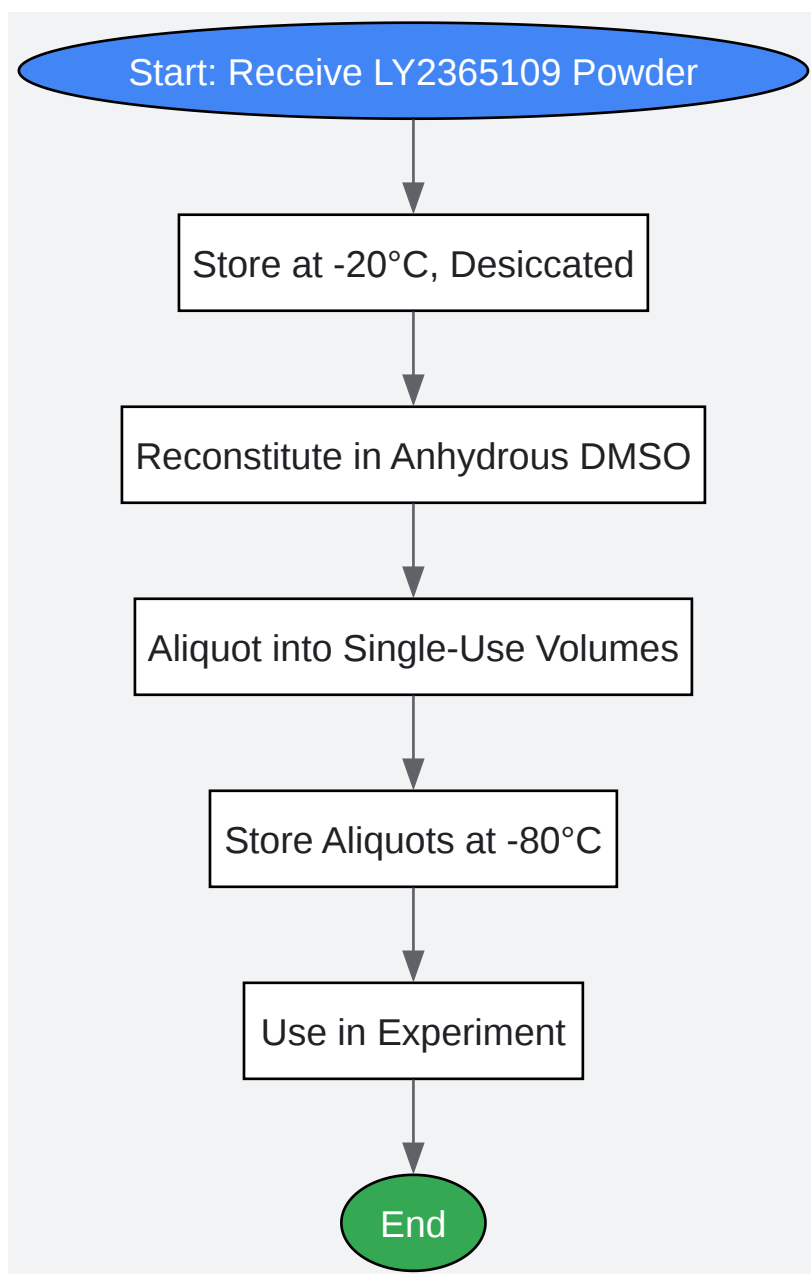 Start: Receive LY2365109 Powder
Store at -20°C, Desiccated
Reconstitute in Anhydrous DMSO
Aliquot into Single-Use Volumes
Store Aliquots at -80°C
Use in Experiment
End